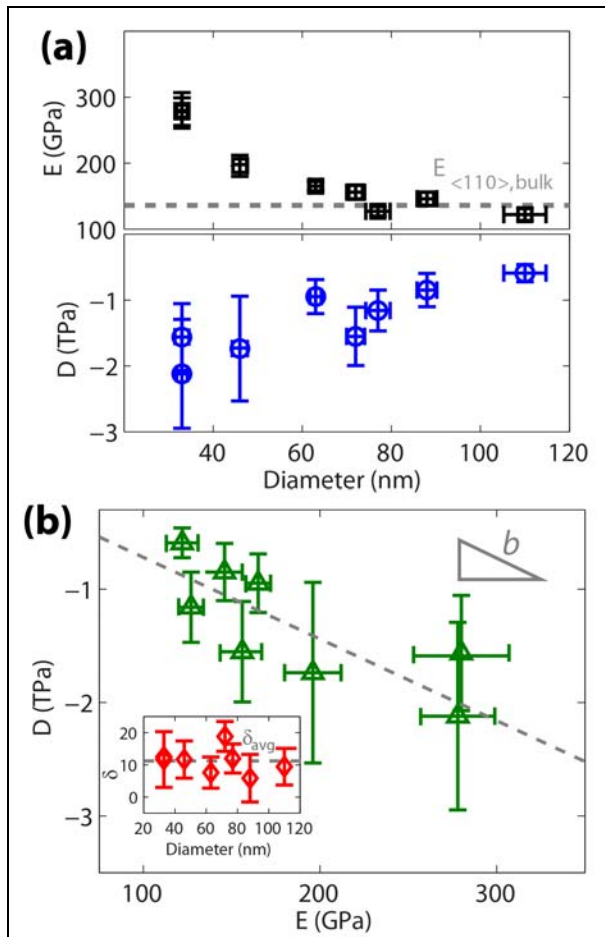 (a)
E (GPa)
300
200
100
E <110>,bulk
D (TPa)
−1
−2
−3
40 60 80 100 120
Diameter (nm)
(b)
b
D (TPa)
−1
−2
−3
δ
20
10
0
δavg
20 40 60 80 100 120
Diameter (nm)
100 200 300
E (GPa)